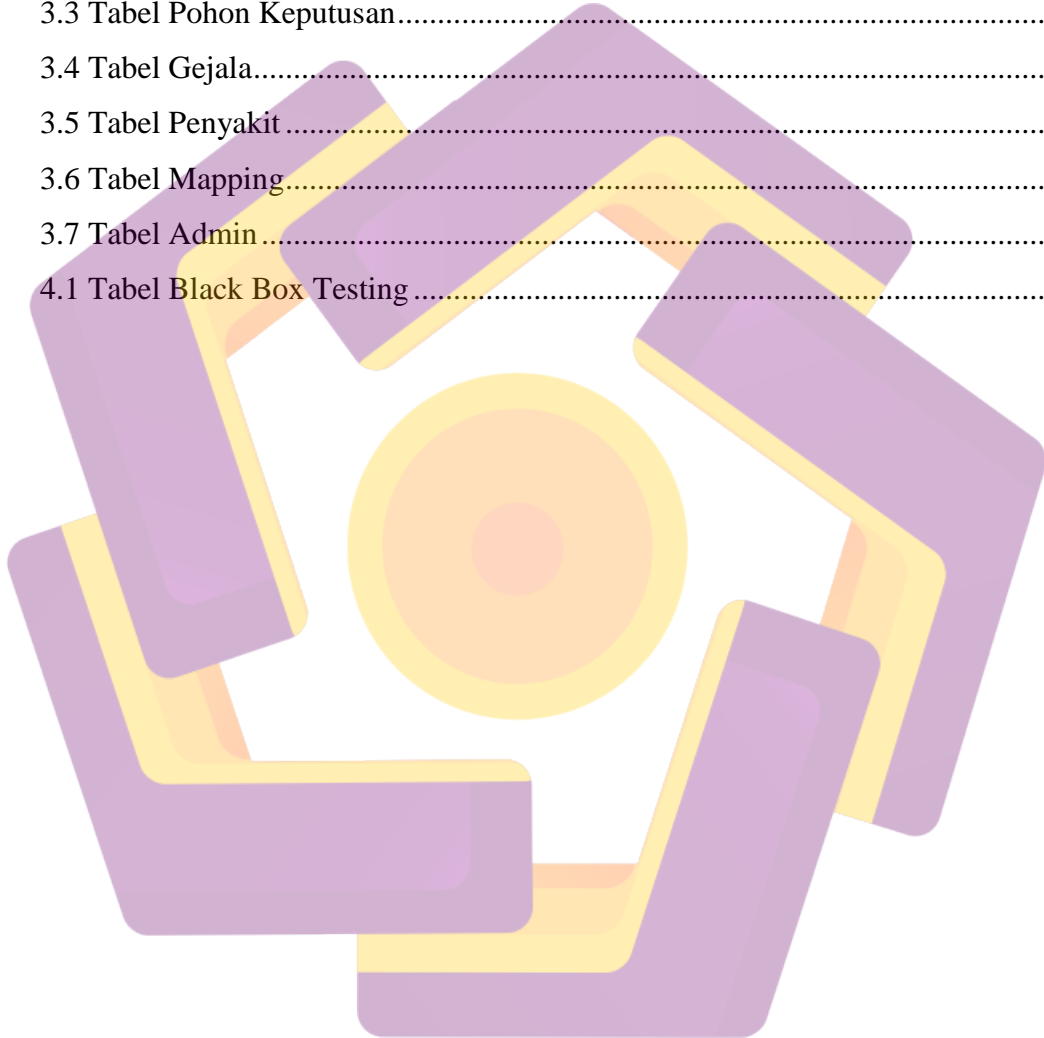 3.3 Tabel Pohon Keputusan...............................................................................
3.4 Tabel Gejala.................................................................................................
3.5 Tabel Penyakit.............................................................................................
3.6 Tabel Mapping.............................................................................................
3.7 Tabel Admin................................................................................................
4.1 Tabel Black Box Testing..............................................................................